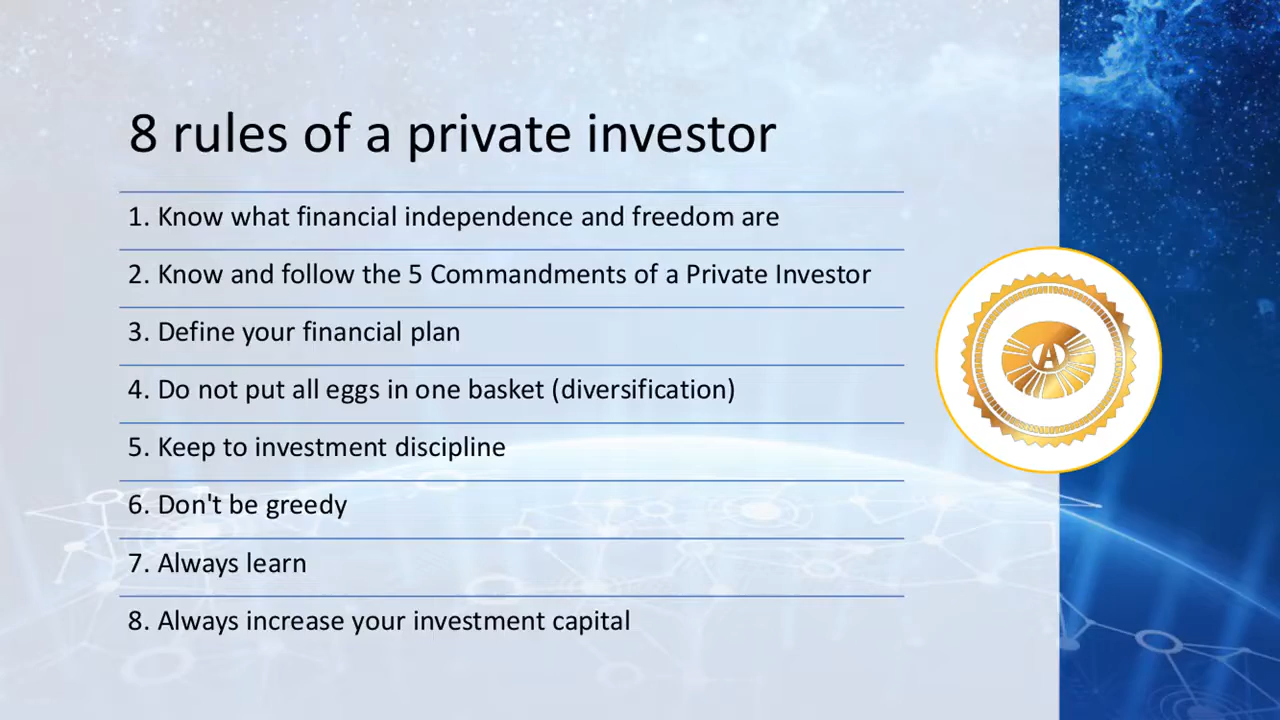 8 rules of a private investor
1. Know what financial independence and freedom are
2. Know and follow the 5 Commandments of a Private Investor
3. Define your financial plan
4. Do not put all eggs in one basket (diversification)
5. Keep to investment discipline
6. Don't be greedy
7. Always learn
8. Always increase your investment capital
A